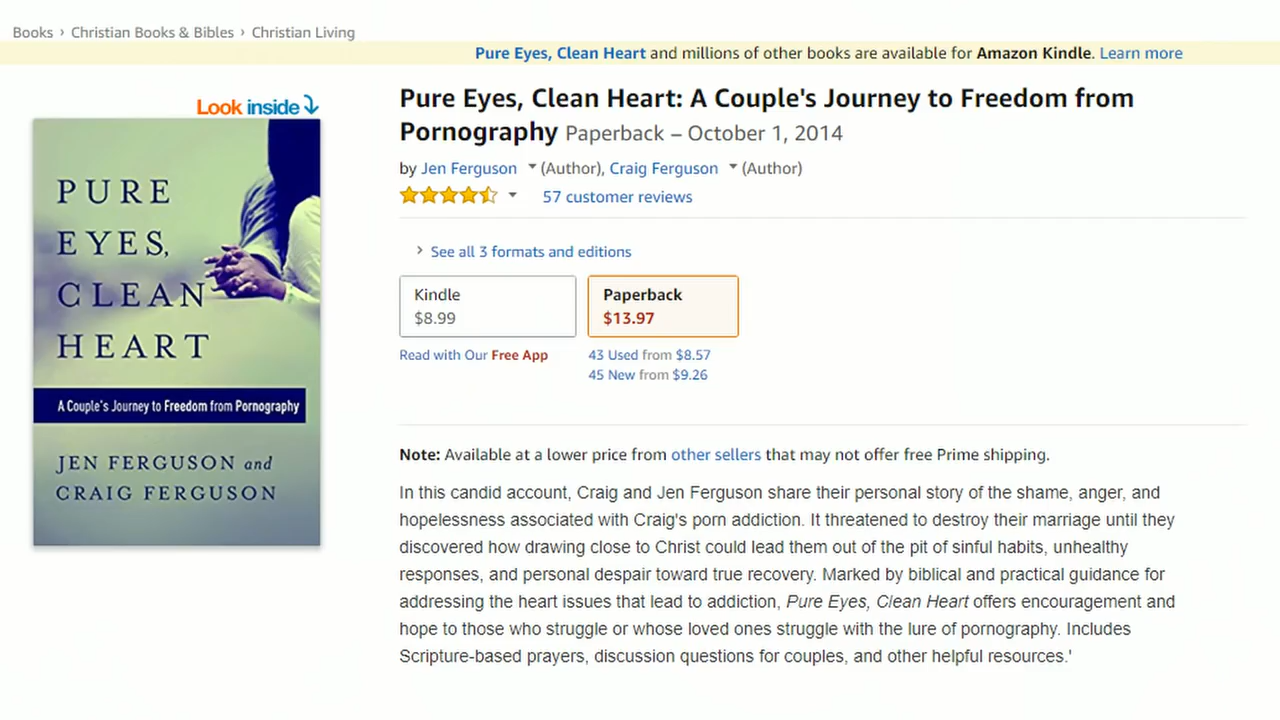 Books › Christian Books & Bibles › Christian Living
Pure Eyes, Clean Heart and millions of other books are available for Amazon Kindle. Learn more
Look inside
PURE
EYES,
CLEAN
HEART
A Couple's Journey to Freedom from Pornography
JEN FERGUSON and
CRAIG FERGUSON
Pure Eyes, Clean Heart: A Couple's Journey to Freedom from
Pornography Paperback – October 1, 2014
by Jen Ferguson (Author), Craig Ferguson (Author)
57 customer reviews
› See all 3 formats and editions
Kindle
$8.99
Paperback
$13.97
Read with Our Free App
43 Used from $8.57
45 New from $9.26
Note: Available at a lower price from other sellers that may not offer free Prime shipping.
In this candid account, Craig and Jen Ferguson share their personal story of the shame, anger, and
hopelessness associated with Craig's porn addiction. It threatened to destroy their marriage until they
discovered how drawing close to Christ could lead them out of the pit of sinful habits, unhealthy
responses, and personal despair toward true recovery. Marked by biblical and practical guidance for
addressing the heart issues that lead to addiction, Pure Eyes, Clean Heart offers encouragement and
hope to those who struggle or whose loved ones struggle with the lure of pornography. Includes
Scripture-based prayers, discussion questions for couples, and other helpful resources.'